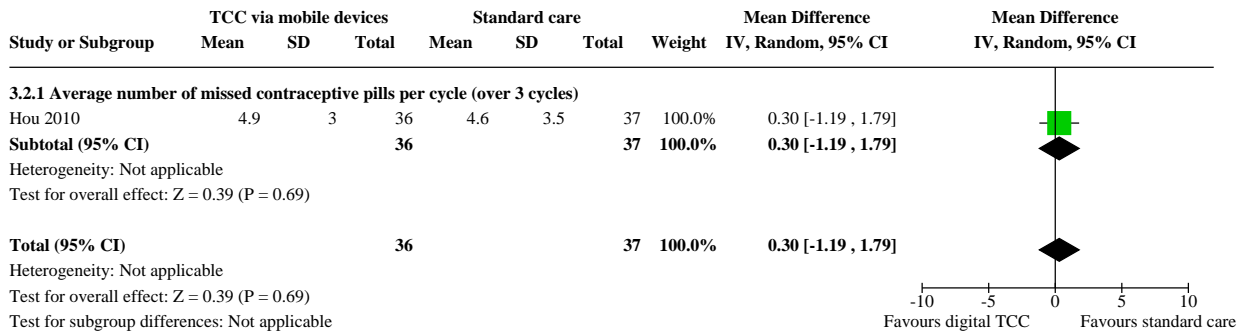 TCC via mobile devices Standard care Mean Difference Mean Difference
Study or Subgroup Mean SD Total Mean SD Total Weight IV, Random, 95% CI IV, Random, 95% CI
3.2.1 Average number of missed contraceptive pills per cycle (over 3 cycles)
Hou 2010 4.9 3 36 4.6 3.5 37 100.0% 0.30 [-1.19 , 1.79]
Subtotal (95% CI) 36 37 100.0% 0.30 [-1.19 , 1.79]
Heterogeneity: Not applicable
Test for overall effect: Z = 0.39 (P = 0.69)
Total (95% CI) 36 37 100.0% 0.30 [-1.19 , 1.79]
Heterogeneity: Not applicable
Test for overall effect: Z = 0.39 (P = 0.69)
-10 -5 0 5 10
Test for subgroup differences: Not applicable
Favours digital TCC Favours standard care